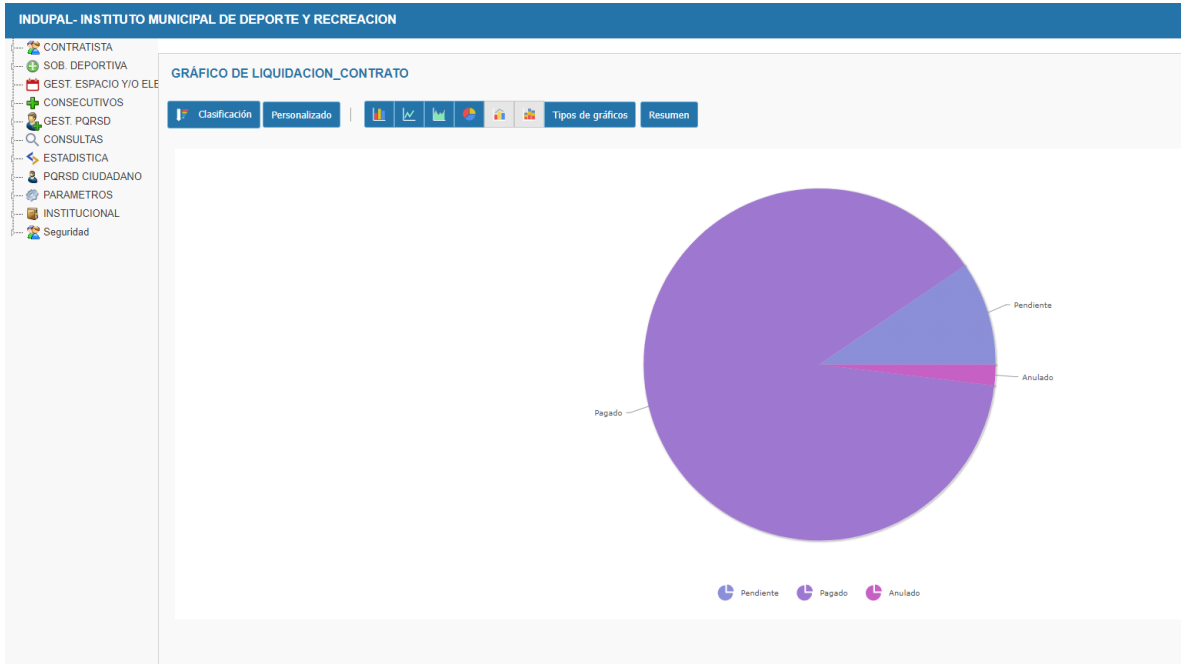 INDUPAL- INSTITUTO MUNICIPAL DE DEPORTE Y RECREACION
CONTRATISTA
SOB. DEPORTIVA
GEST. ESPACIO Y/O ELE
CONSECUTIVOS
GEST. PQRSD
CONSULTAS
ESTADISTICA
PQRSD CIUDADANO
PARAMETROS
INSTITUCIONAL
Seguridad
GRÁFICO DE LIQUIDACION_CONTRATO
Clasificación Personalizado Tipos de gráficos Resumen
Pendiente
Anulado
Pagado
Pendiente Pagado Anulado